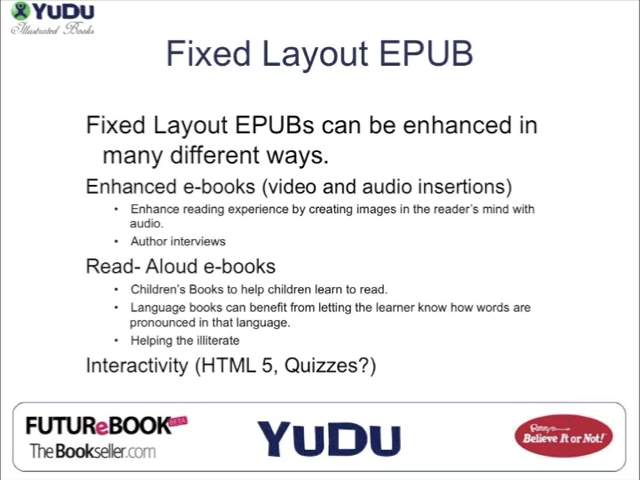 YUDU
Illustrated Books
Fixed Layout EPUB
Fixed Layout EPUBs can be enhanced in
many different ways.
Enhanced e-books (video and audio insertions)
• Enhance reading experience by creating images in the reader's mind with
audio.
• Author interviews
Read- Aloud e-books
• Children's Books to help children learn to read.
• Language books can benefit from letting the learner know how words are
pronounced in that language.
• Helping the illiterate
Interactivity (HTML 5, Quizzes?)
FUTUReBOOK BETA
TheBookseller.com
YUDU
Ripley's
Believe It or Not!